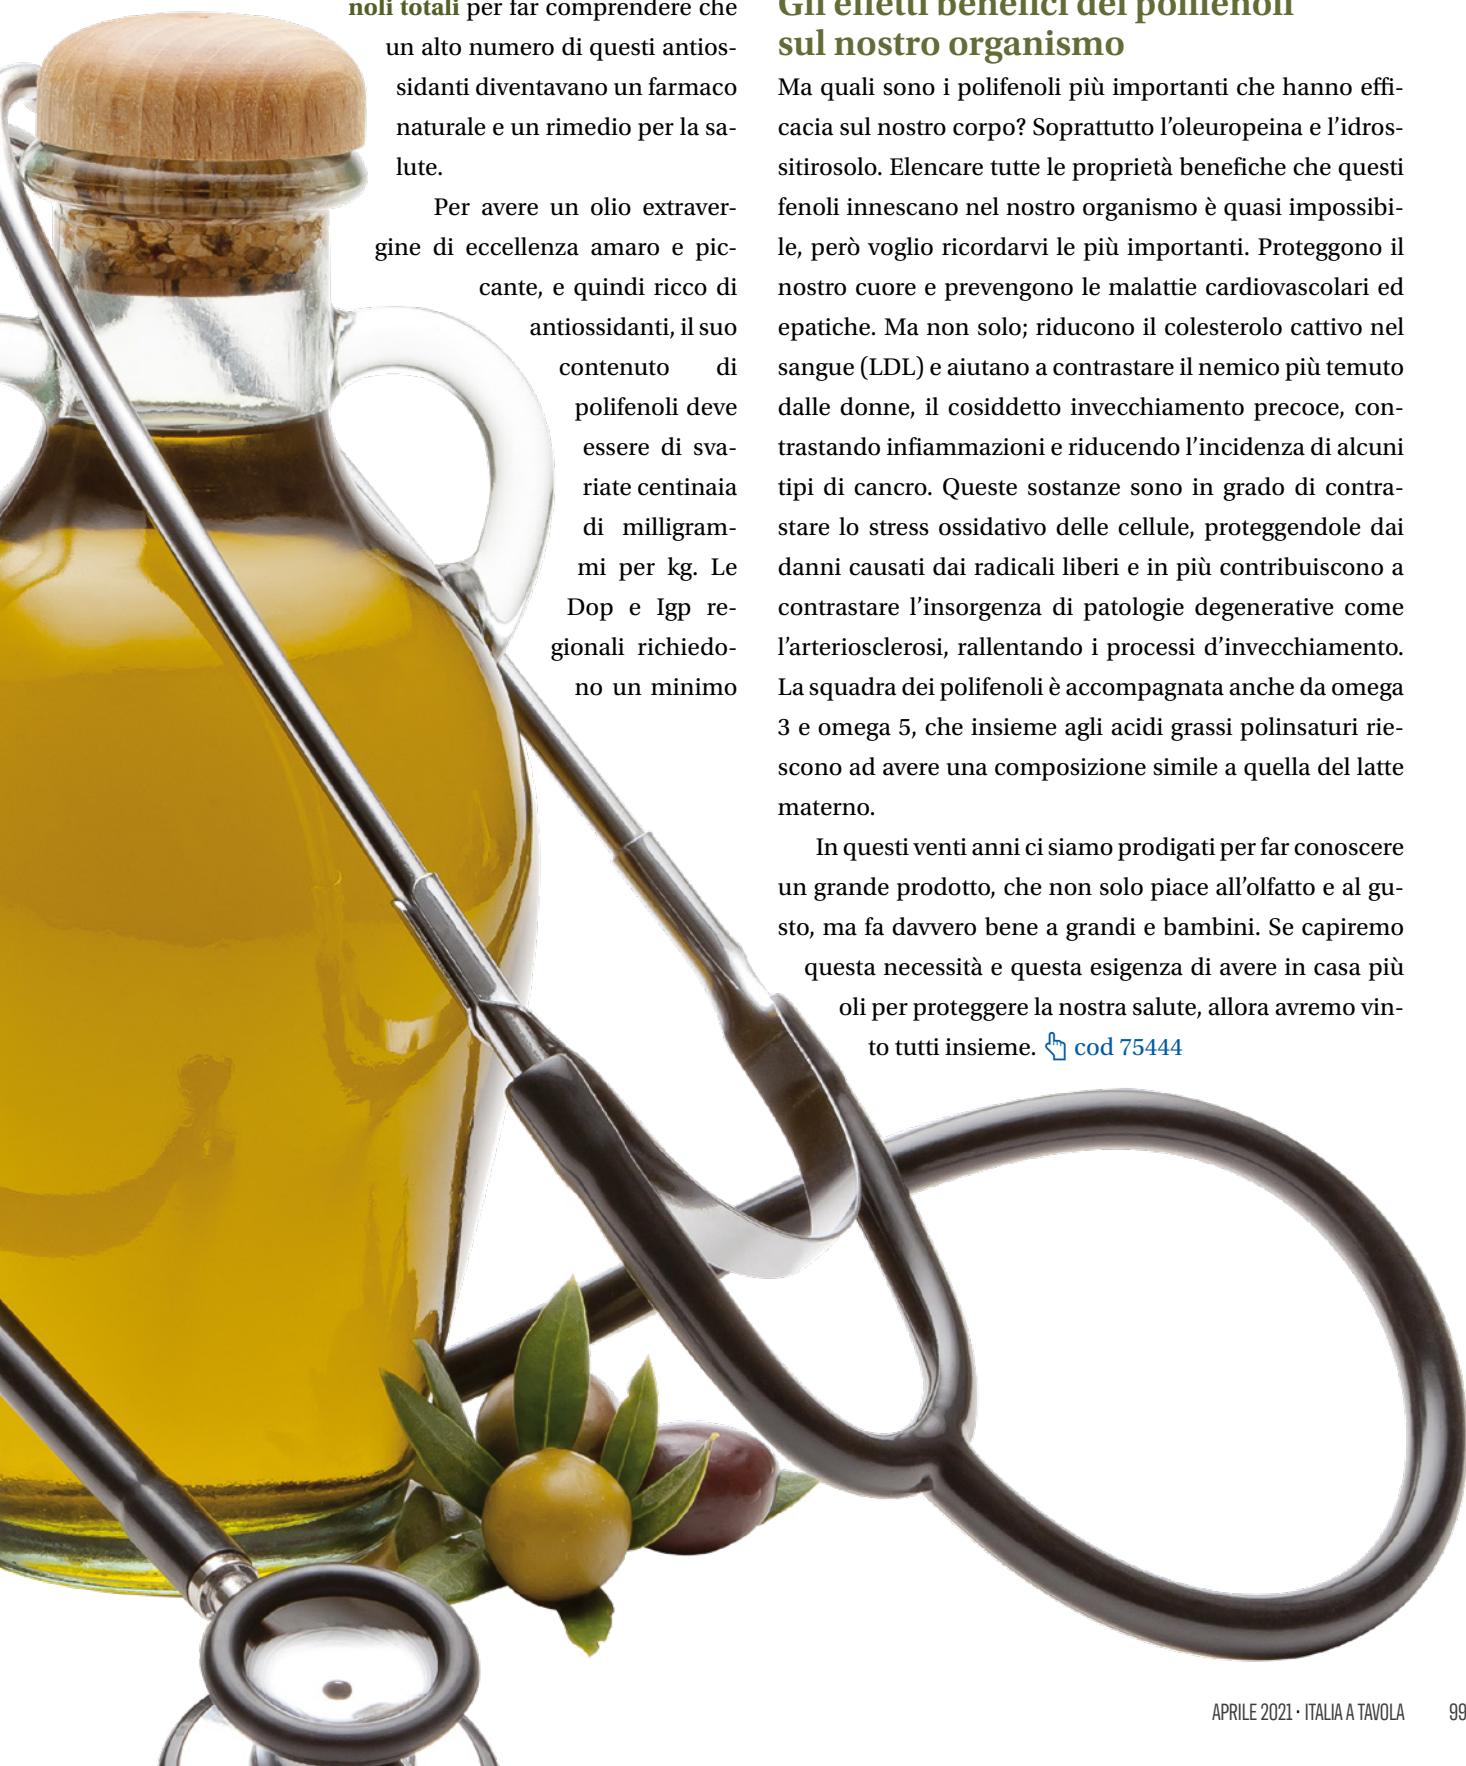 noli totali per far comprendere che
un alto numero di questi antios-
sidanti diventavano un farmaco
naturale e un rimedio per la sa-
lute.
Per avere un olio extraver-
gine di eccellenza amaro e pic-
cante, e quindi ricco di
antiossidanti, il suo
contenuto di
polifenoli deve
essere di sva-
riate centinaia
di milligram-
mi per kg. Le
Dop e Igp re-
gionali richiedo-
no un minimo
Gli effetti benefici dei polifenoli
sul nostro organismo
Ma quali sono i polifenoli più importanti che hanno effi-
cacia sul nostro corpo? Soprattutto l’oleuropeina e l’idros-
sitirosolo. Elencare tutte le proprietà benefiche che questi
fenoli innescano nel nostro organismo è quasi impossibi-
le, però voglio ricordarvi le più importanti. Proteggono il
nostro cuore e prevengono le malattie cardiovascolari ed
epatiche. Ma non solo; riducono il colesterolo cattivo nel
sangue (LDL) e aiutano a contrastare il nemico più temuto
dalle donne, il cosiddetto invecchiamento precoce, con-
trastando infiammazioni e riducendo l’incidenza di alcuni
tipi di cancro. Queste sostanze sono in grado di contra-
stare lo stress ossidativo delle cellule, proteggendole dai
danni causati dai radicali liberi e in più contribuiscono a
contrastare l’insorgenza di patologie degenerative come
l’arteriosclerosi, rallentando i processi d’invecchiamento.
La squadra dei polifenoli è accompagnata anche da omega
3 e omega 5, che insieme agli acidi grassi polinsaturi rie-
scono ad avere una composizione simile a quella del latte
materno.
In questi venti anni ci siamo prodigati per far conoscere
un grande prodotto, che non solo piace all’olfatto e al gu-
sto, ma fa davvero bene a grandi e bambini. Se capiremo
questa necessità e questa esigenza di avere in casa più
oli per proteggere la nostra salute, allora avremo vin-
to tutti insieme. cod 75444
APRILE 2021 · ITALIA A TAVOLA 99